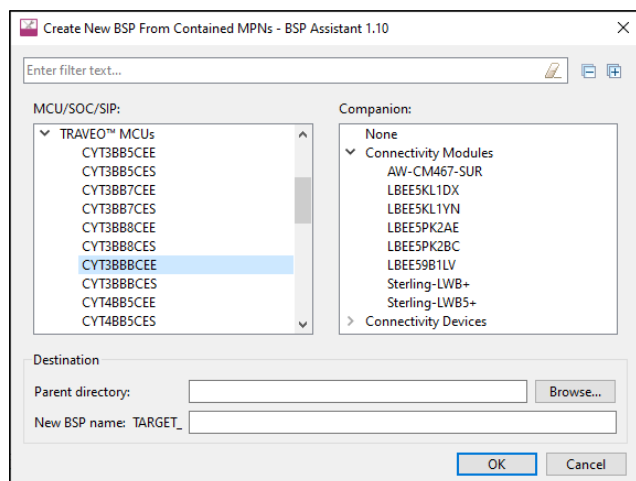 Create New BSP From Contained MPNs - BSP Assistant 1.10
Enter filter text...
MCU/SOC/SIP:
TRAVEO™ MCUs
CYT3BB5CEE
CYT3BB5CES
CYT3BB7CEE
CYT3BB7CES
CYT3BB8CEE
CYT3BB8CES
CYT3BBBCEE
CYT3BBBCES
CYT4BB5CEE
CYT4BB5CES
Companion:
None
Connectivity Modules
AW-CM467-SUR
LBEE5KL1DX
LBEE5KL1YN
LBEE5PK2AE
LBEE5PK2BC
LBEE59B1LV
Sterling-LWB+
Sterling-LWB5+
Connectivity Devices
Destination
Parent directory:
Browse...
New BSP name: TARGET_
OK
Cancel